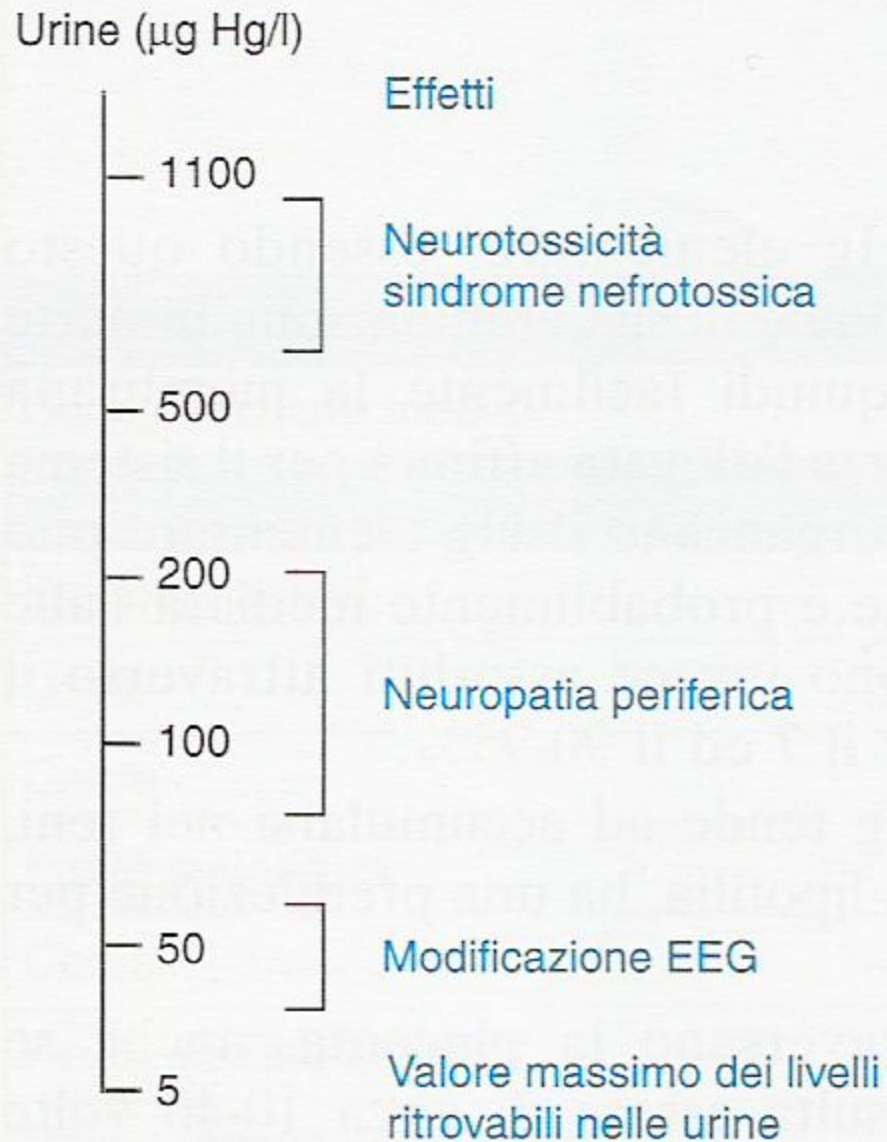 Urine (µg Hg/l)
Effetti
1100
Neurotossicità
sindrome nefrotossica
500
200
Neuropatia periferica
100
50
Modificazione EEG
5
Valore massimo dei livelli
ritrovabili nelle urine